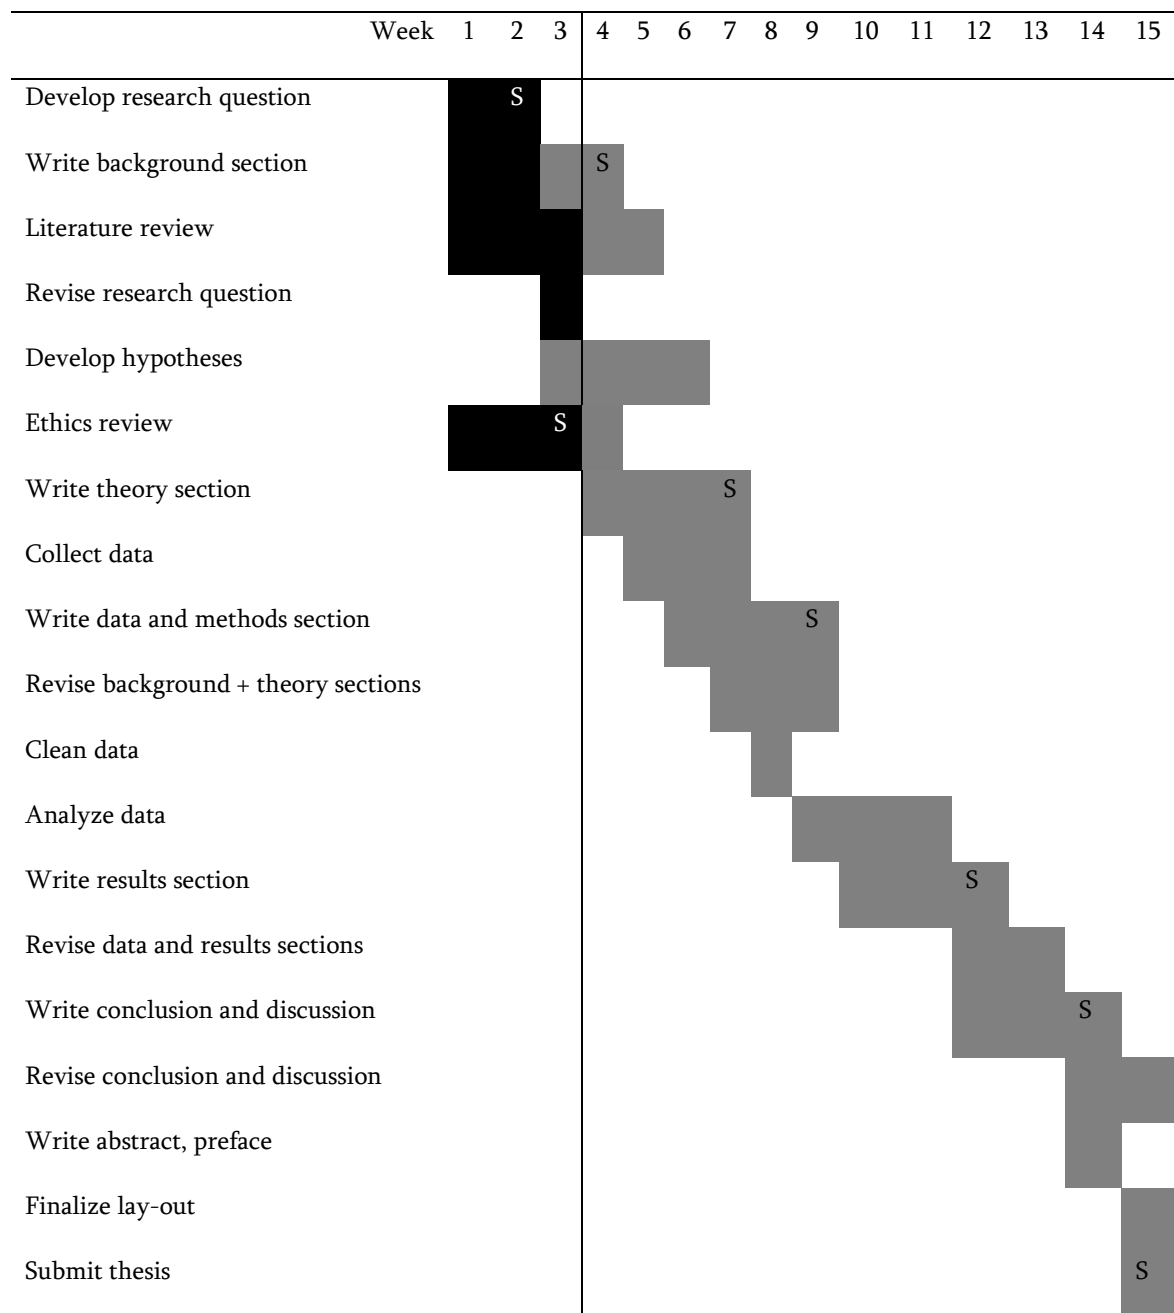 Week 1 2 3 4 5 6 7 8 9 10 11 12 13 14 15
Develop research question S
Write background section S
Literature review
Revise research question
Develop hypotheses
Ethics review S
Write theory section S
Collect data
Write data and methods section S
Revise background + theory sections
Clean data
Analyze data
Write results section S
Revise data and results sections
Write conclusion and discussion S
Revise conclusion and discussion
Write abstract, preface
Finalize lay-out
Submit thesis S